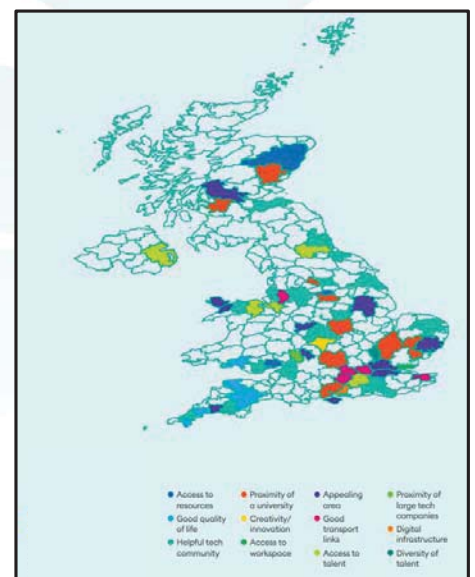 Access to
resources
Good quality
of life
Helpful tech
community
Proximity of
a university
Creativity/
innovation
Access to
workspace
Appealing
area
Good
transport
links
Access to
talent
Proximity of
large tech
companies
Digital
infrastructure
Diversity of
talent